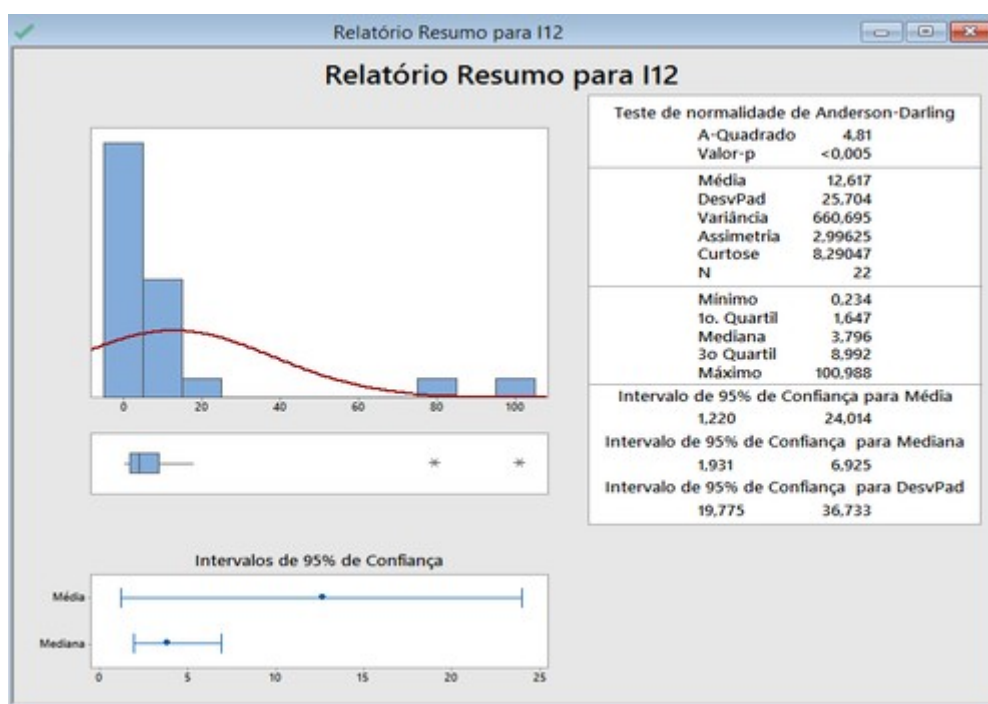 Relatório Resumo para I12
Relatório Resumo para I12
Teste de normalidade de Anderson-Darling
A-Quadrado 4,81
Valor-p <0,005
Média 12,617
DesvPad 25,704
Variância 660,695
Assimetria 2,99625
Curtose 8,29047
N 22
Mínimo 0,234
1o. Quartil 1,647
Mediana 3,796
3o Quartil 8,992
Máximo 100,988
Intervalo de 95% de Confiança para Média
1,220 24,014
Intervalo de 95% de Confiança para Mediana
1,931 6,925
Intervalo de 95% de Confiança para DesvPad
19,775 36,733
0 20 40 60 80 100
Intervalos de 95% de Confiança
Média
Mediana
0 5 10 15 20 25